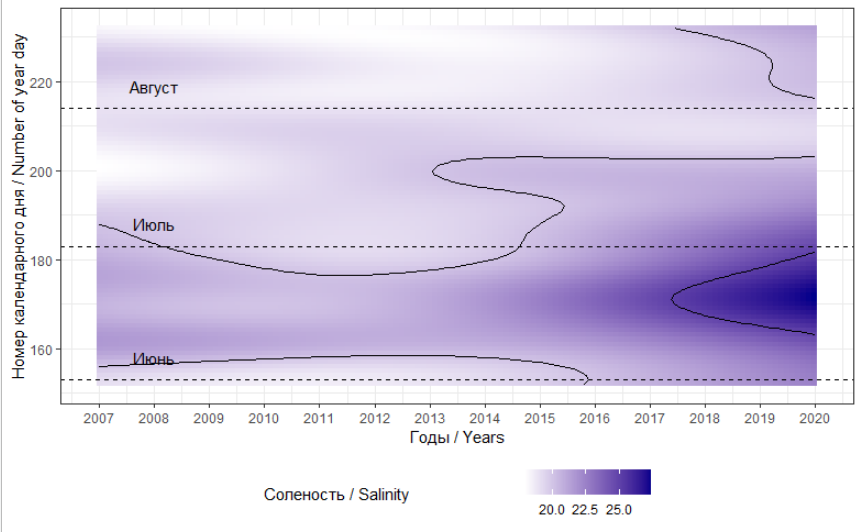 Номер календарного дня / Number of year day
220
200
180
160
Август
Июль
Июнь
2007 2008 2009 2010 2011 2012 2013 2014 2015 2016 2017 2018 2019 2020
Годы / Years
Соленость / Salinity
20.0 22.5 25.0